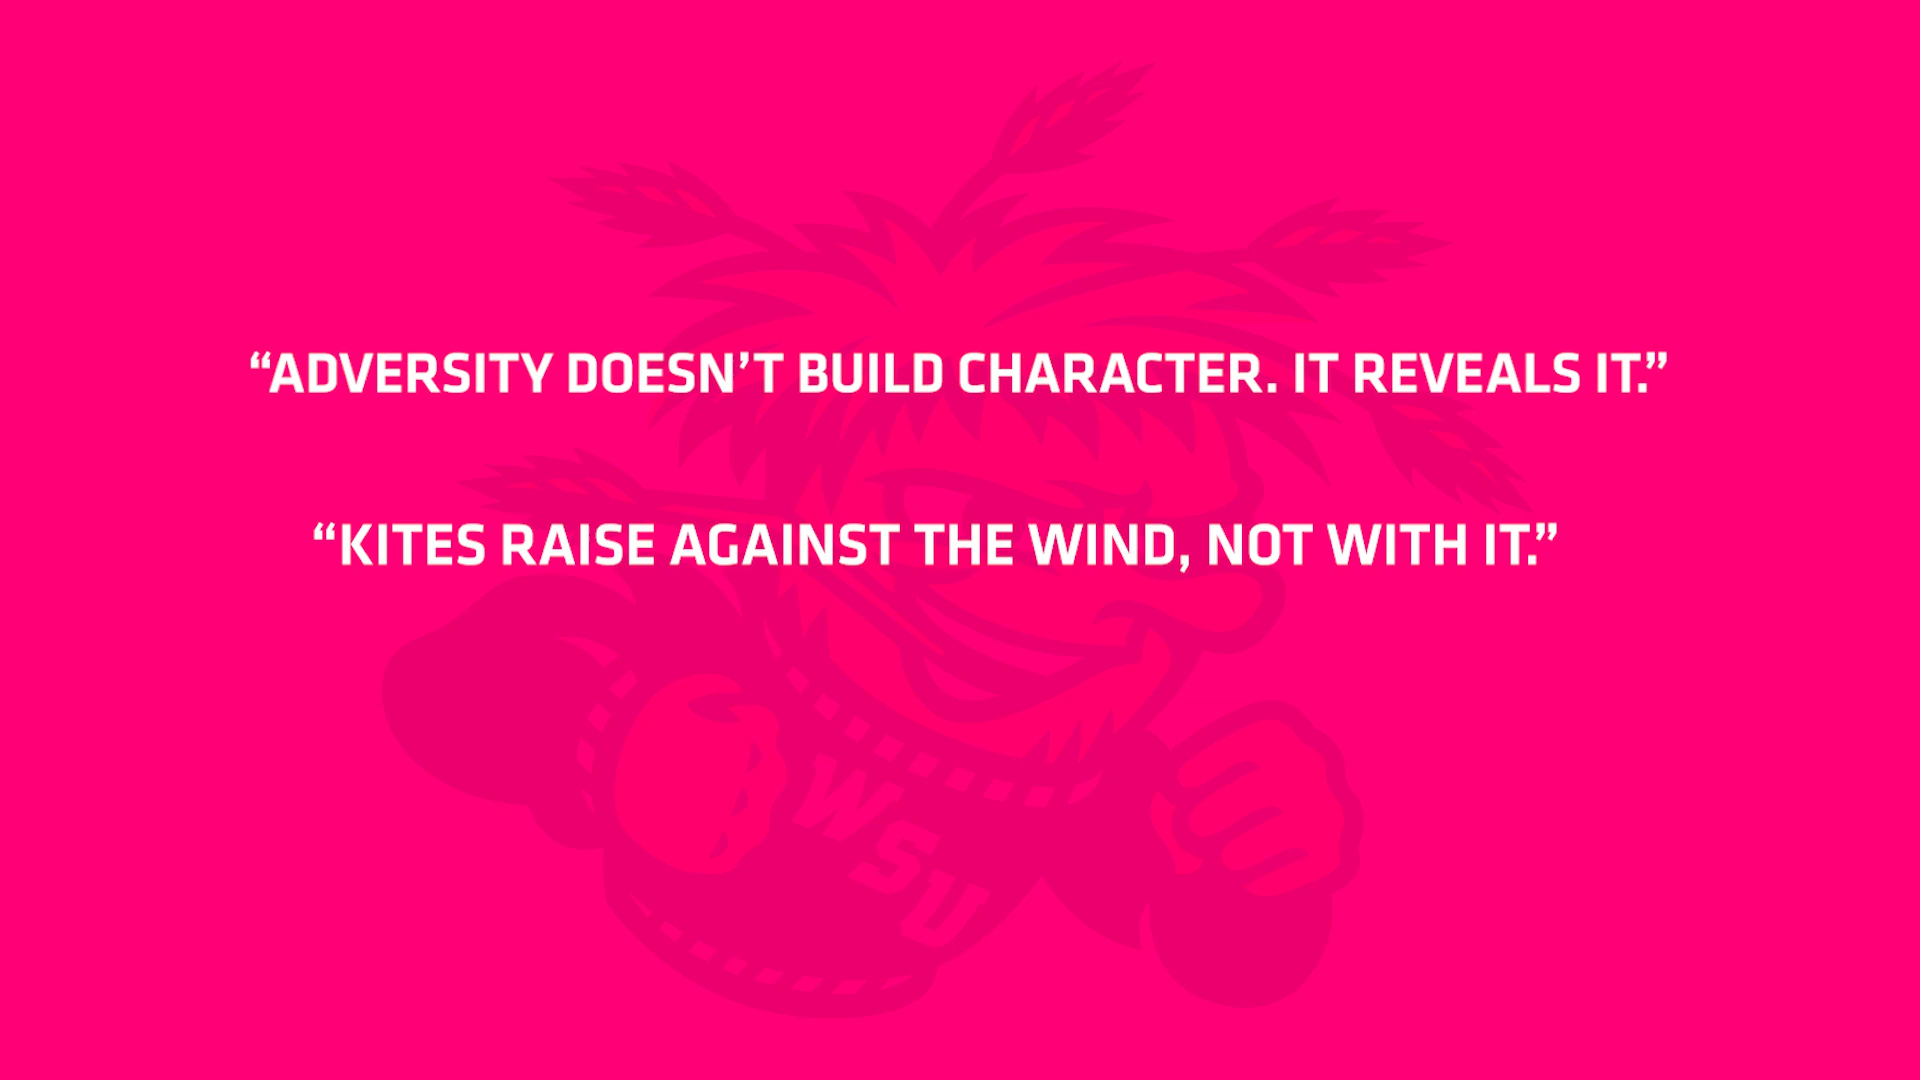 “ADVERSITY DOESN’T BUILD CHARACTER. IT REVEALS IT.”
“KITES RAISE AGAINST THE WIND, NOT WITH IT.”
WSU